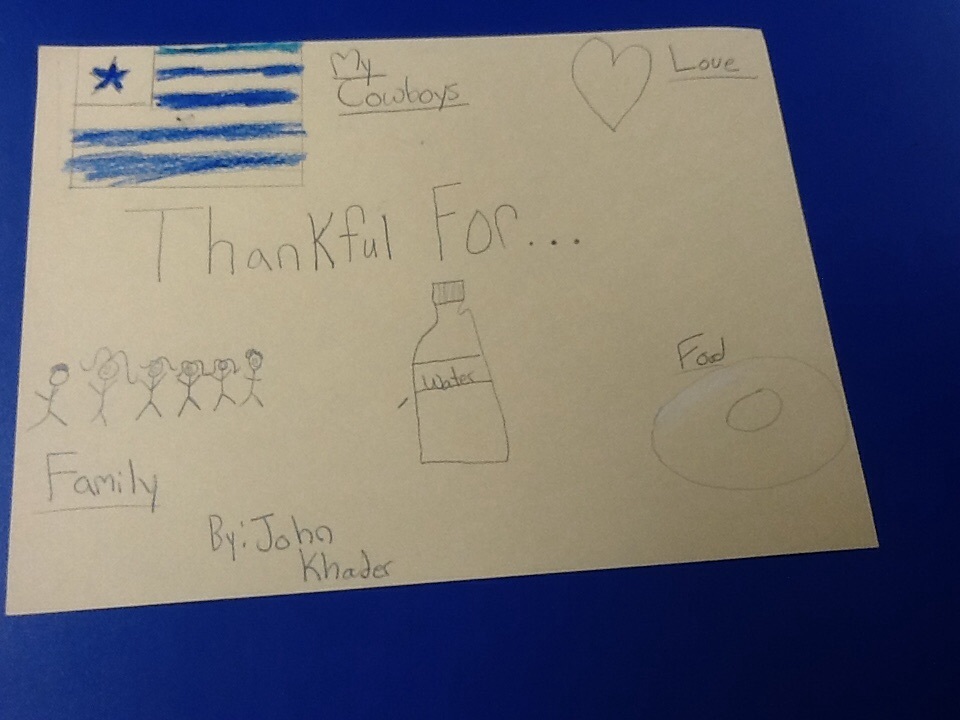 My
Cowboys
Love
Thankful For...
Water
Food
Family
By: John
Khader